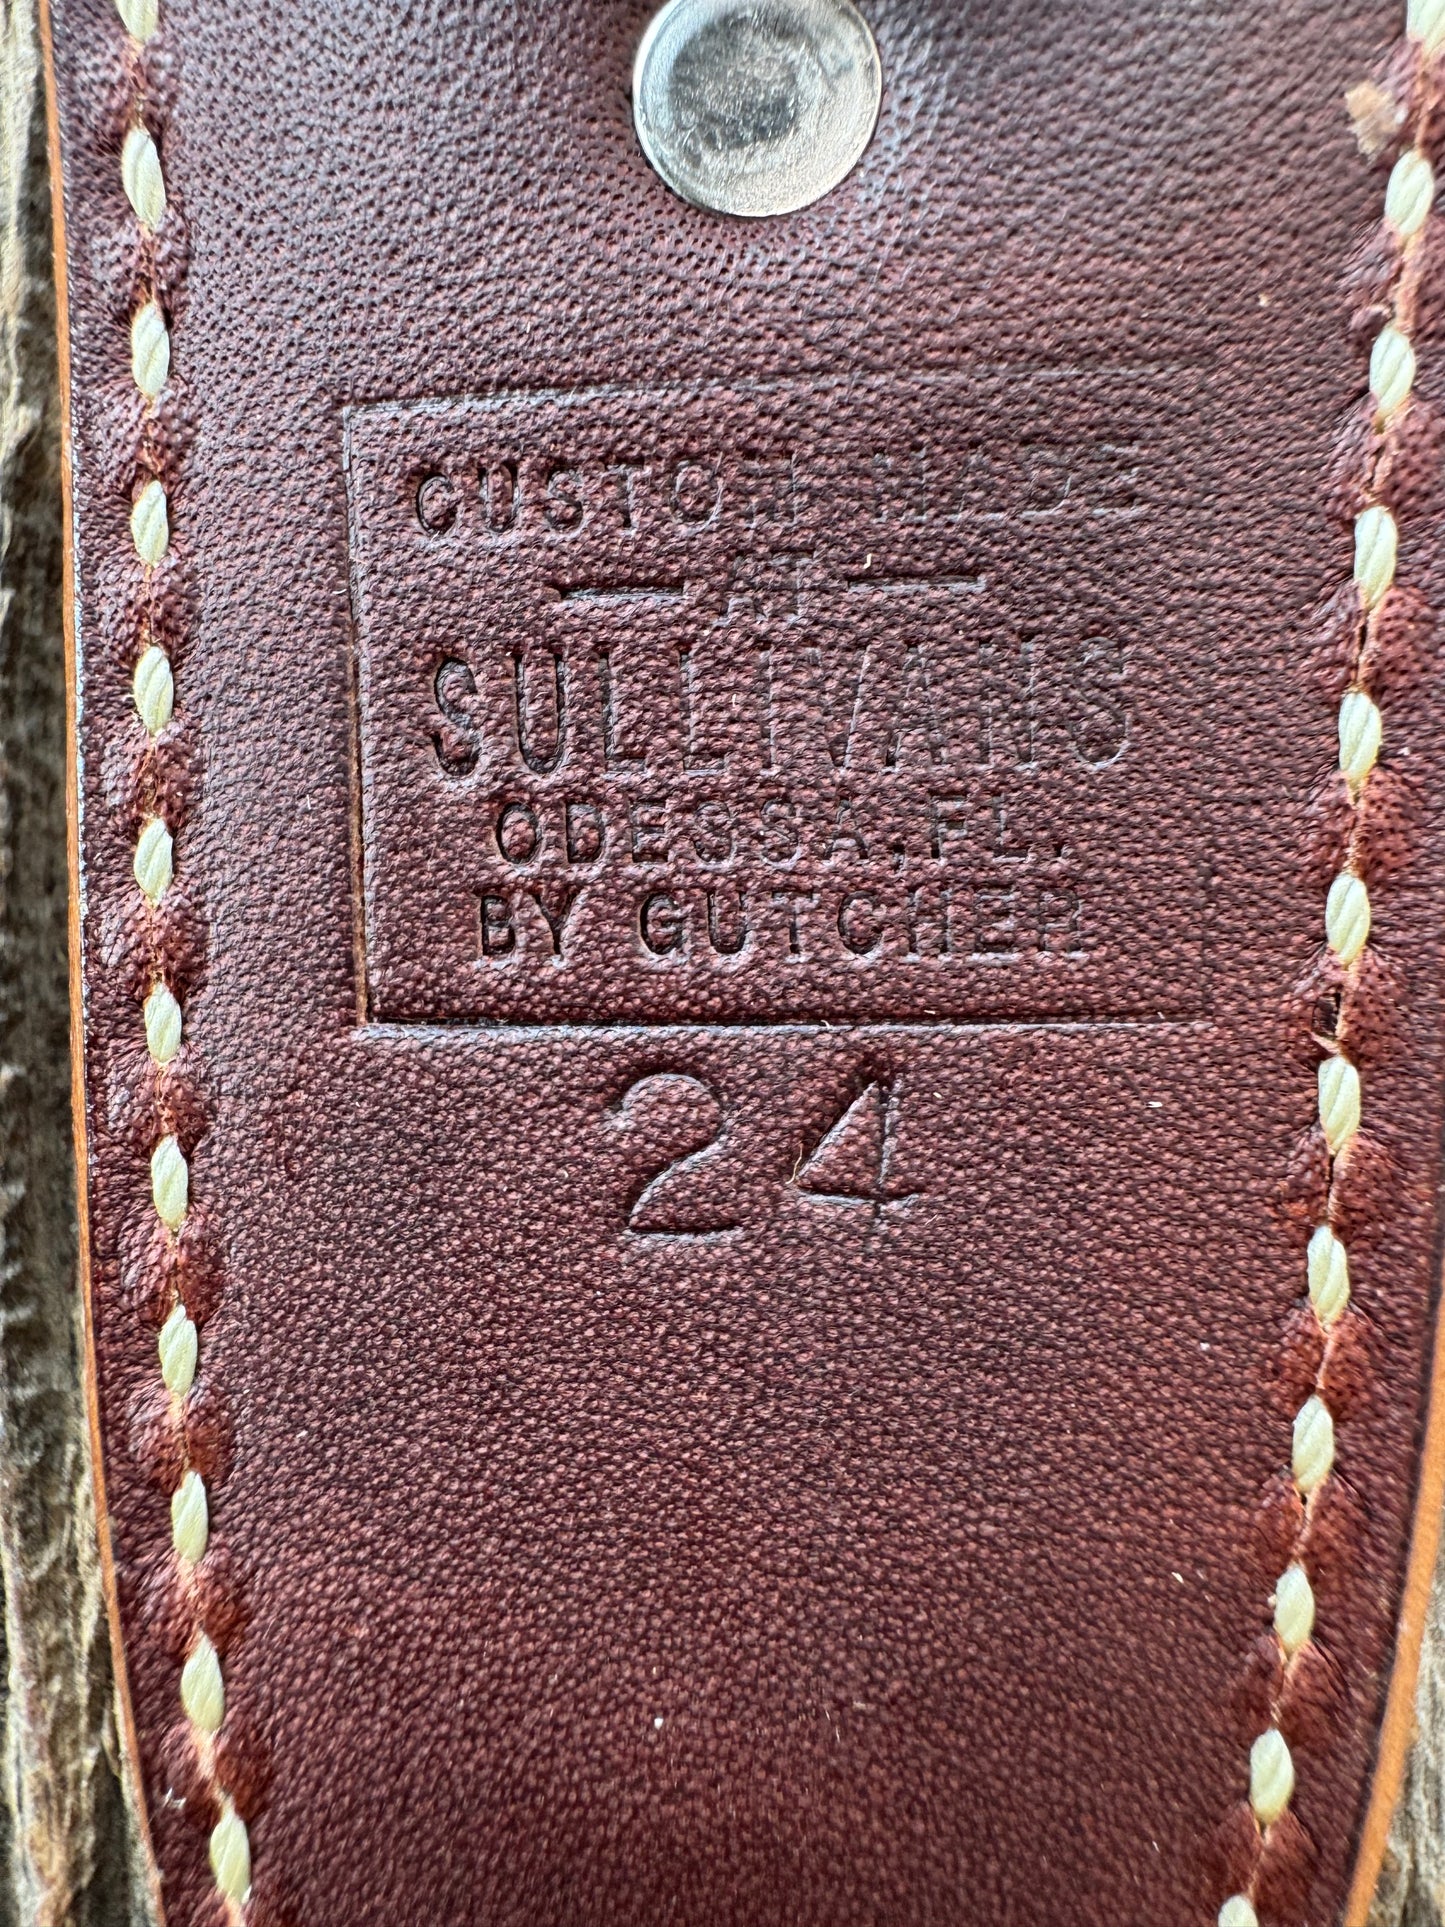 CUSTOM MADE
— AT —
SULLIVANS
ODESSA, FL.
BY GUTCHER
24